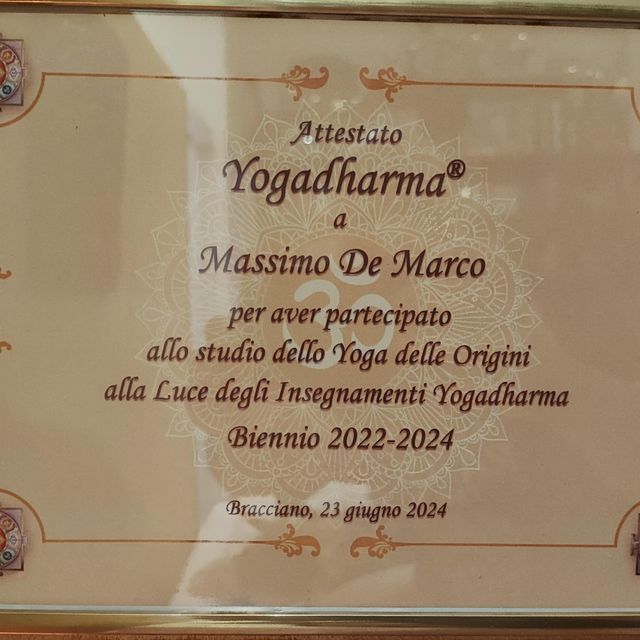 Attestato
Yogadharma®
a
Massimo De Marco
per aver partecipato
allo studio dello Yoga delle Origini
alla Luce degli Insegnamenti Yogadharma
Biennio 2022-2024
Bracciano, 23 giugno 2024
ॐ